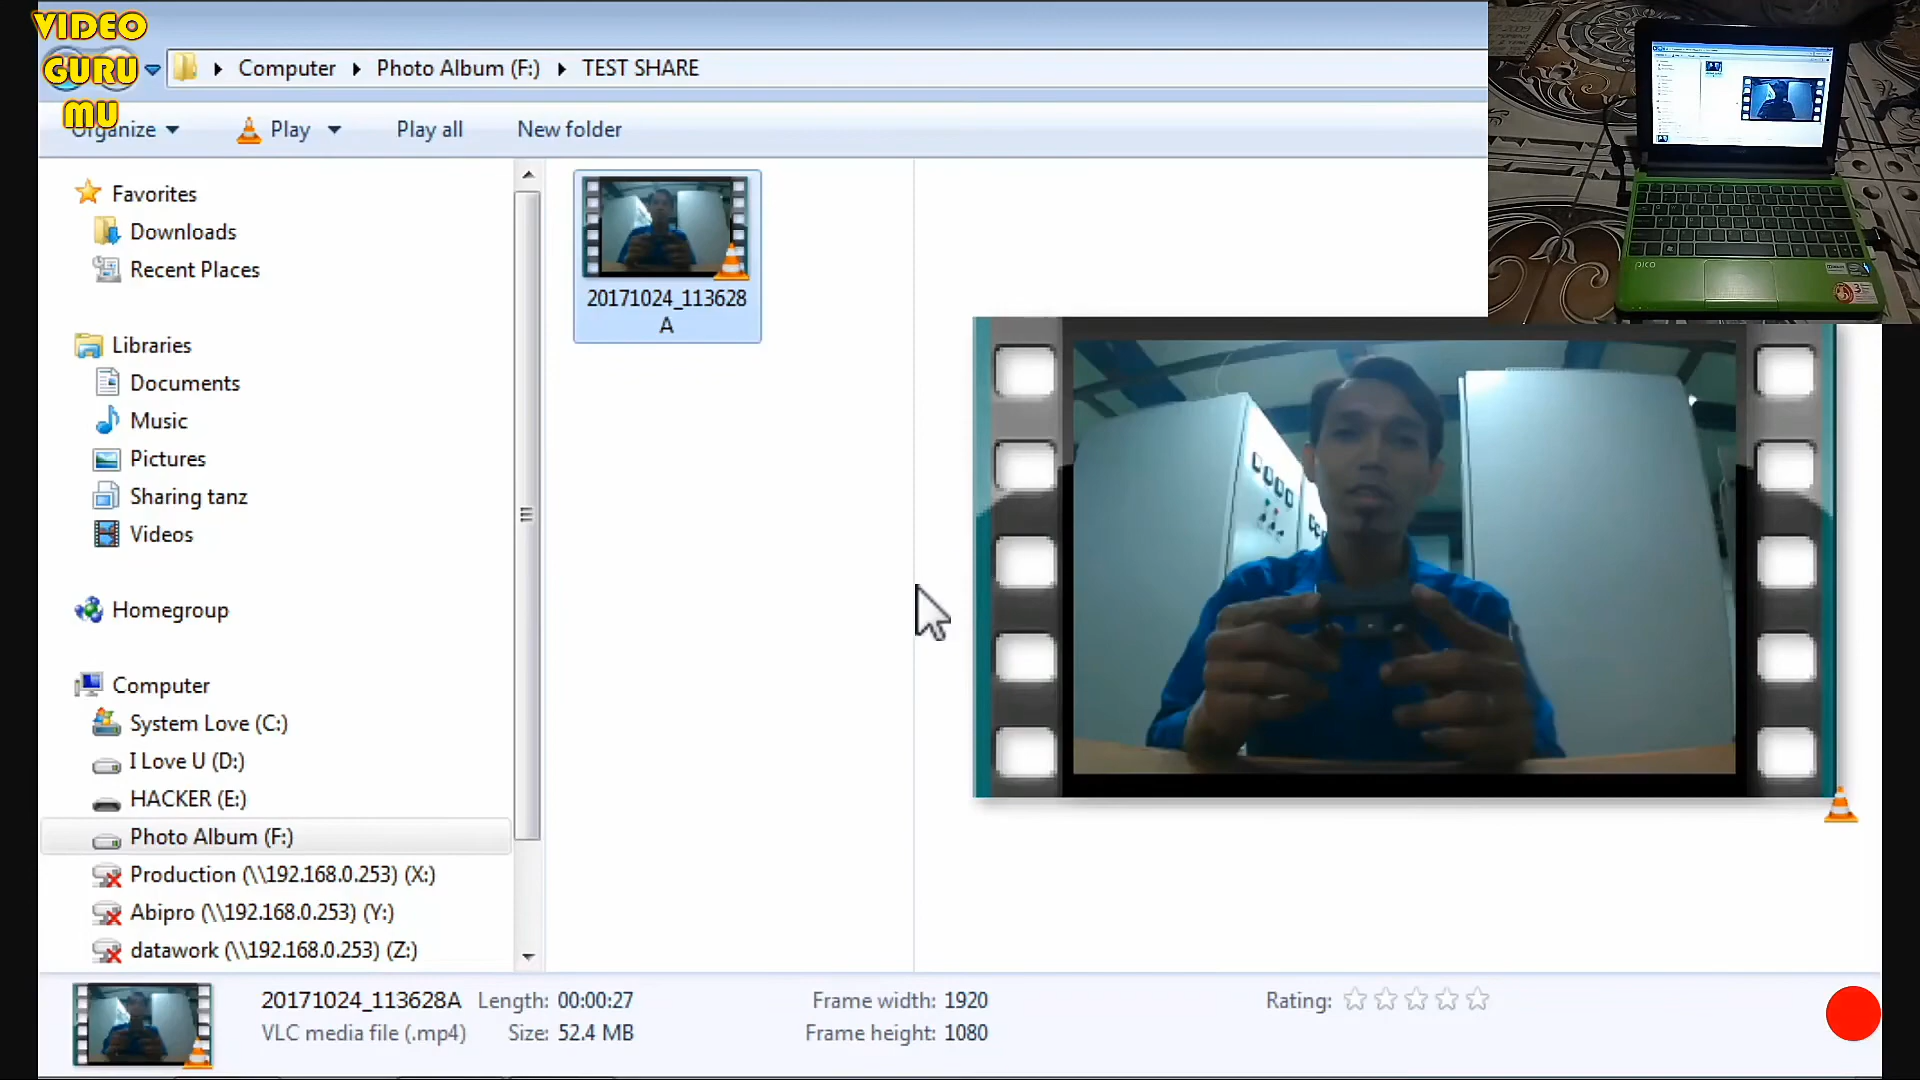 VIDEO
GURU
MU
Computer
Photo Album (F:)
TEST SHARE
Organize
Play
Play all
New folder
Favorites
Downloads
Recent Places
Libraries
Documents
Music
Pictures
Sharing tanz
Videos
Homegroup
Computer
System Love (C:)
I Love U (D:)
HACKER (E:)
Photo Album (F:)
Production (\\192.168.0.253) (X:)
Abipro (\\192.168.0.253) (Y:)
datawork (\\192.168.0.253) (Z:)
20171024_113628
A
pico
20171024_113628A Length: 00:00:27 Frame width: 1920 Rating:
VLC media file (.mp4) Size: 52.4 MB Frame height: 1080